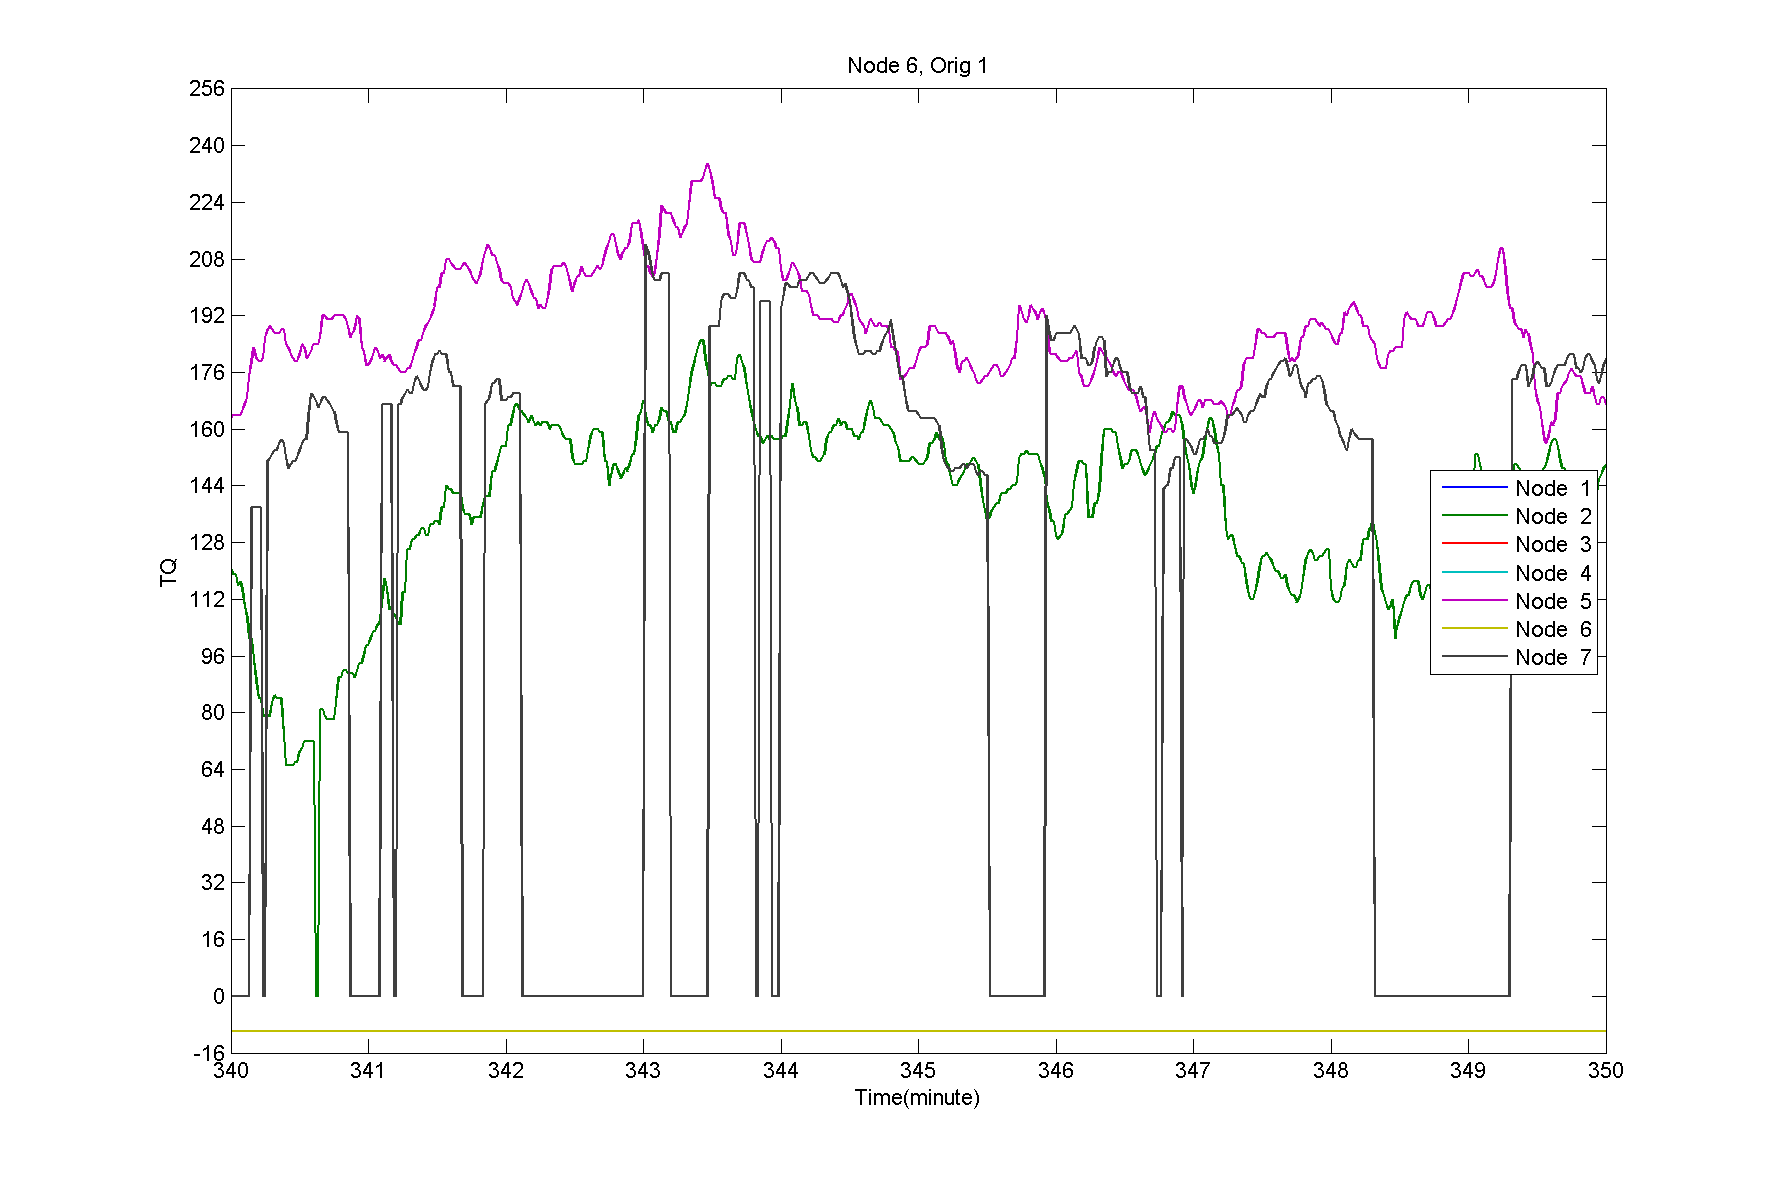 Node 6, Orig 1
256
240
224
208
192
176
160
144
128
112
96
80
64
48
32
16
0
-16
TQ
Node 1
Node 2
Node 3
Node 4
Node 5
Node 6
Node 7
340 341 342 343 344 345 346 347 348 349 350
Time(minute)